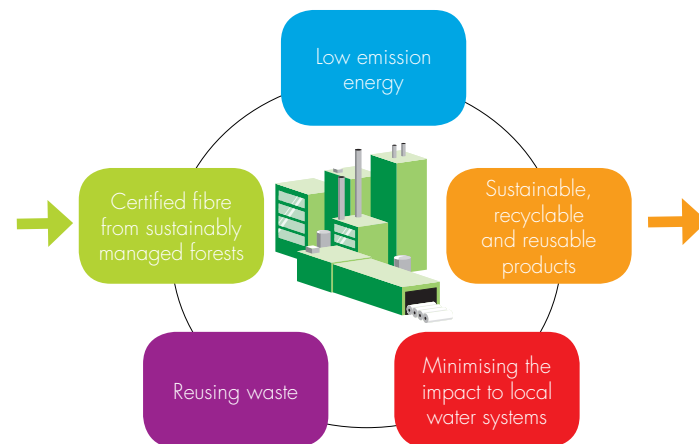 Low emission
energy
Certified fibre
from sustainably
managed forests
Sustainable,
recyclable
and reusable
products
Reusing waste
Minimising the
impact to local
water systems